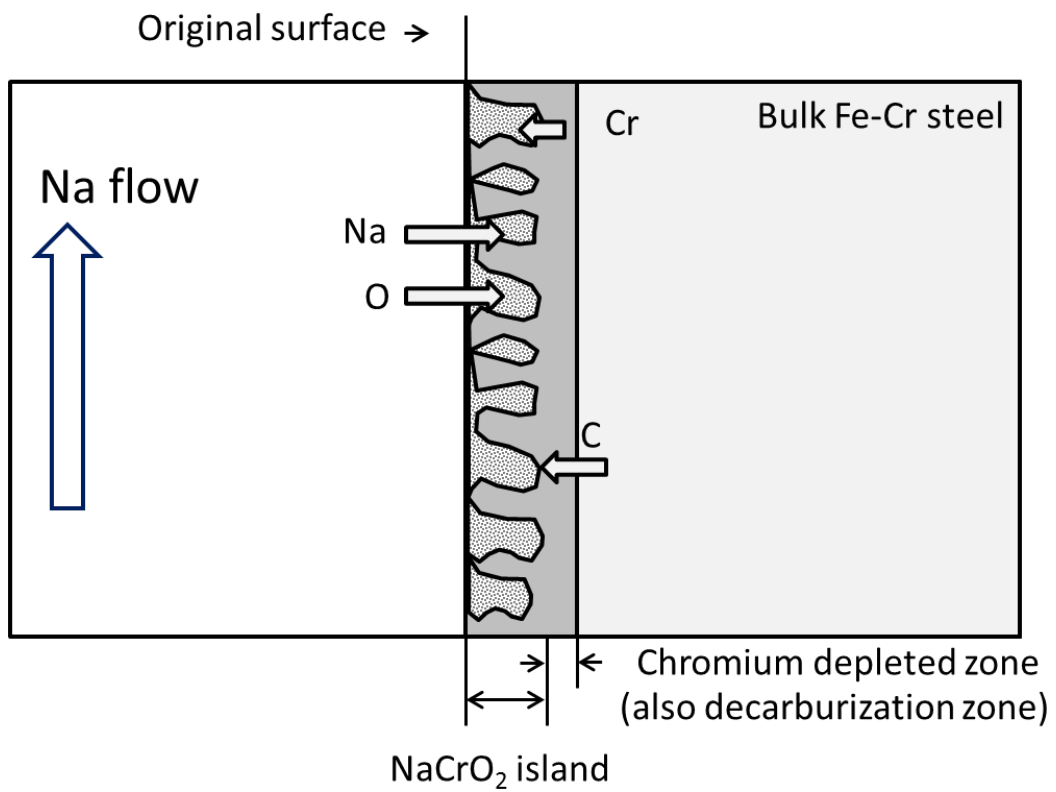 Original surface
Cr
Bulk Fe-Cr steel
Na flow
Na
O
C
Chromium depleted zone
(also decarburization zone)
NaCrO₂ island